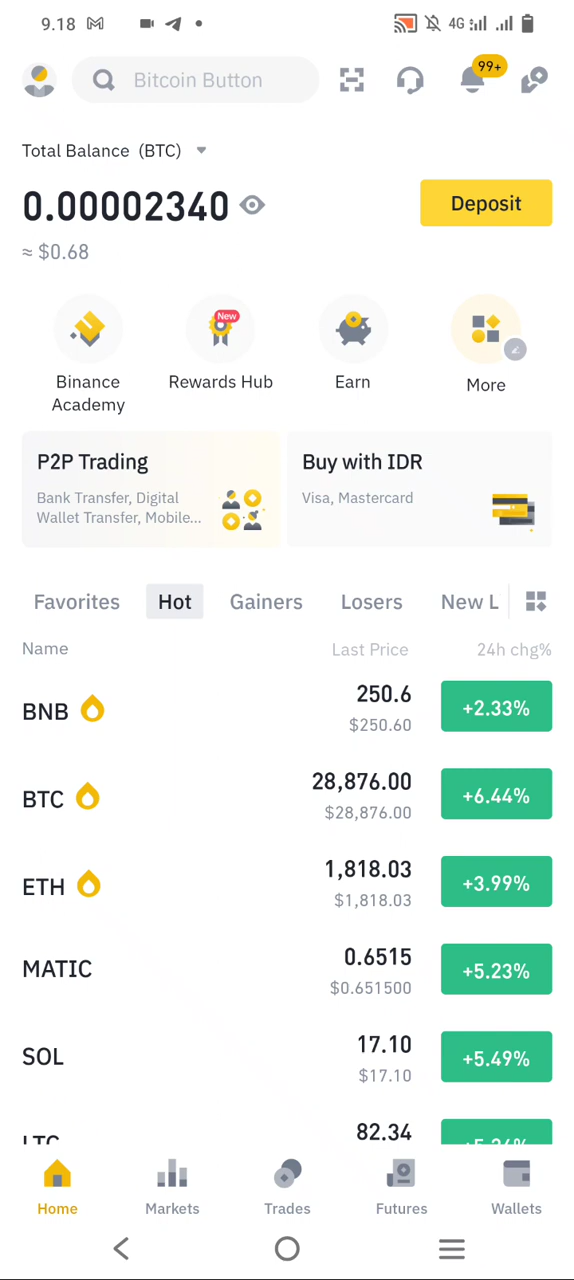 9.18
4G
Bitcoin Button
99+
Total Balance (BTC)
0.00002340
Deposit
≈ $0.68
New
Binance Academy
Rewards Hub
Earn
More
P2P Trading
Bank Transfer, Digital
Wallet Transfer, Mobile...
Buy with IDR
Visa, Mastercard
Favorites Hot Gainers Losers New L
Name Last Price 24h chg%
BNB 250.6 +2.33%
$250.60
BTC 28,876.00 +6.44%
$28,876.00
ETH 1,818.03 +3.99%
$1,818.03
MATIC 0.6515 +5.23%
$0.651500
SOL 17.10 +5.49%
$17.10
LTC 82.34
Home Markets Trades Futures Wallets